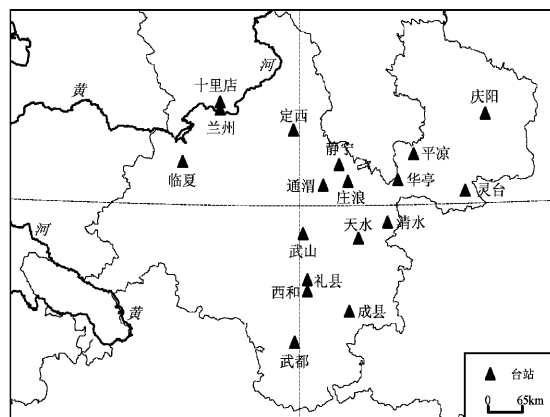 十里店
河
黄
兰州
定西
庆阳
静宁
平凉
临夏
通渭
庄浪
华亭
灵台
河
天水
清水
武山
礼县
西和
黄
成县
武都
台站
0 65km